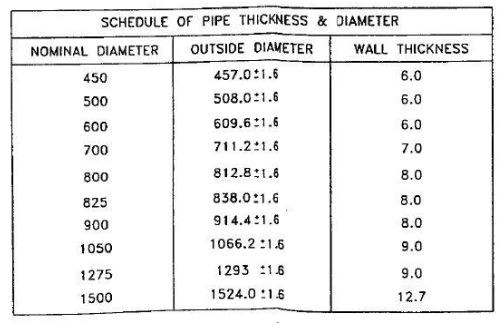 SCHEDULE OF PIPE THICKNESS & DIAMETER
NOMINAL DIAMETER OUTSIDE DIAMETER WALL THICKNESS
450 457.0±1.6 6.0
500 508.0±1.6 6.0
600 609.6±1.6 6.0
700 711.2±1.6 7.0
800 812.8±1.6 8.0
825 838.0±1.6 8.0
900 914.4±1.6 8.0
1050 1066.2±1.6 9.0
1275 1293 ±1.6 9.0
1500 1524.0±1.6 12.7